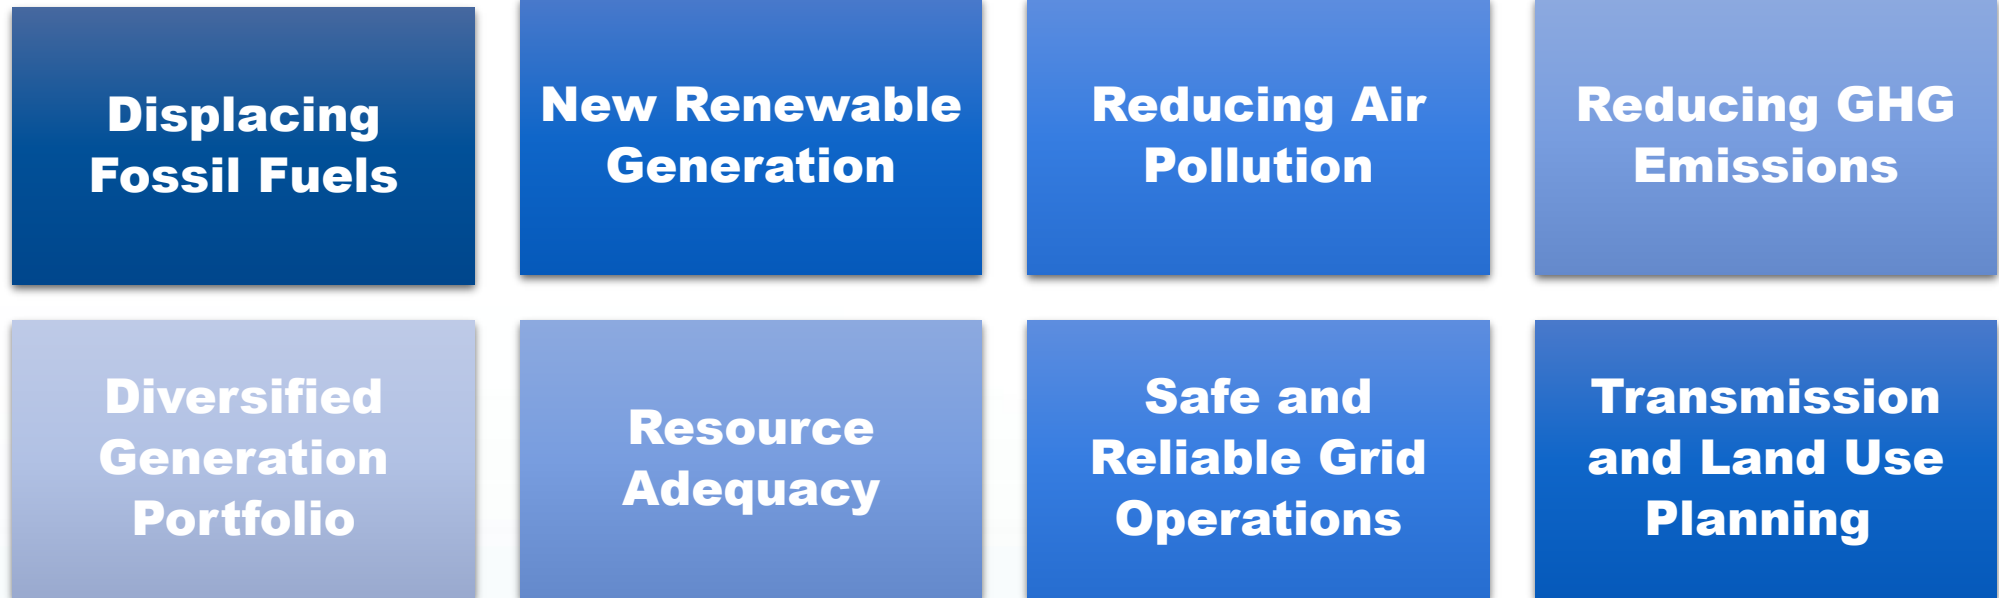 Displacing
Fossil Fuels
New Renewable
Generation
Reducing Air
Pollution
Reducing GHG
Emissions
Diversified
Generation
Portfolio
Resource
Adequacy
Safe and
Reliable Grid
Operations
Transmission
and Land Use
Planning